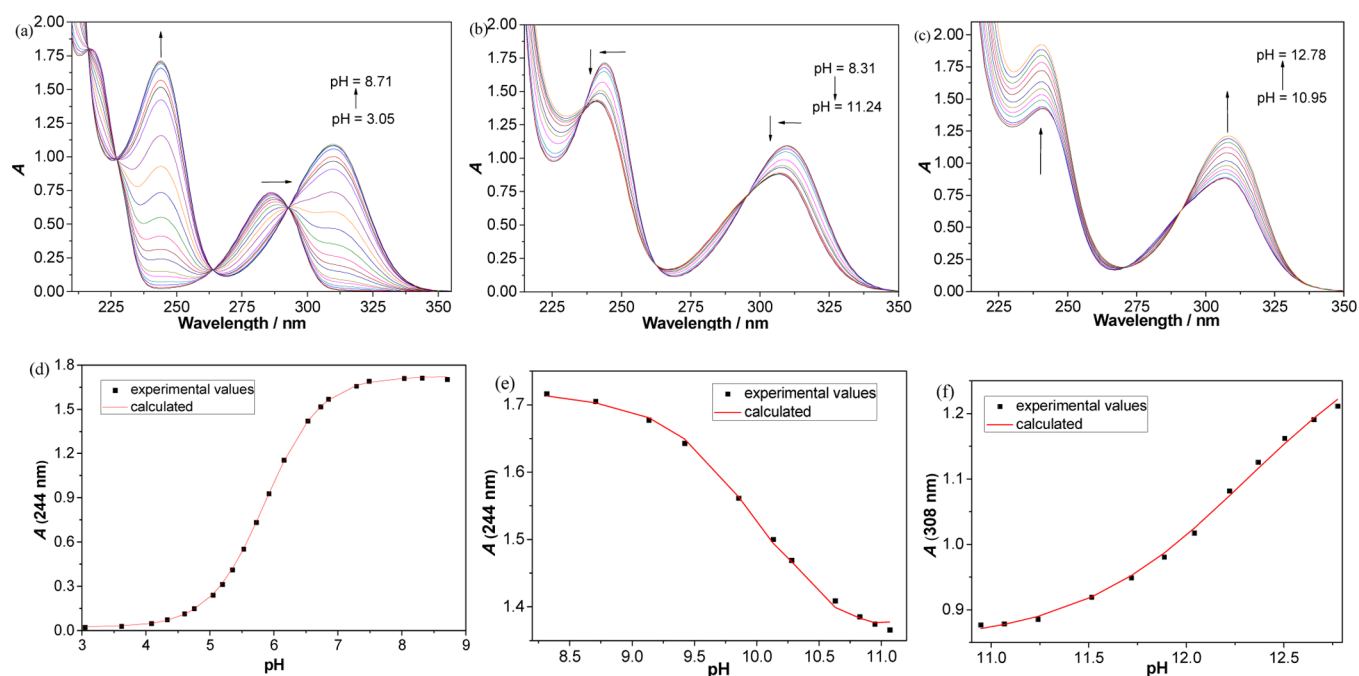 (a)
2.00
1.75
1.50
1.25
1.00
0.75
0.50
0.25
0.00
A
pH = 8.71
pH = 3.05
225 250 275 300 325 350
Wavelength / nm
(b)
2.00
1.75
1.50
1.25
1.00
0.75
0.50
0.25
0.00
A
pH = 8.31
pH = 11.24
225 250 275 300 325 350
Wavelength / nm
(c)
2.00
1.75
1.50
1.25
1.00
0.75
0.50
0.25
0.00
A
pH = 12.78
pH = 10.95
225 250 275 300 325 350
Wavelength / nm
(d)
1.8
1.5
1.2
0.9
0.6
0.3
0.0
A (244 nm)
experimental values
calculated
3 4 5 6 7 8 9
pH
(e)
1.7
1.6
1.5
1.4
A (244 nm)
experimental values
calculated
8.5 9.0 9.5 10.0 10.5 11.0
pH
(f)
1.2
1.1
1.0
0.9
A (308 nm)
experimental values
calculated
11.0 11.5 12.0 12.5
pH